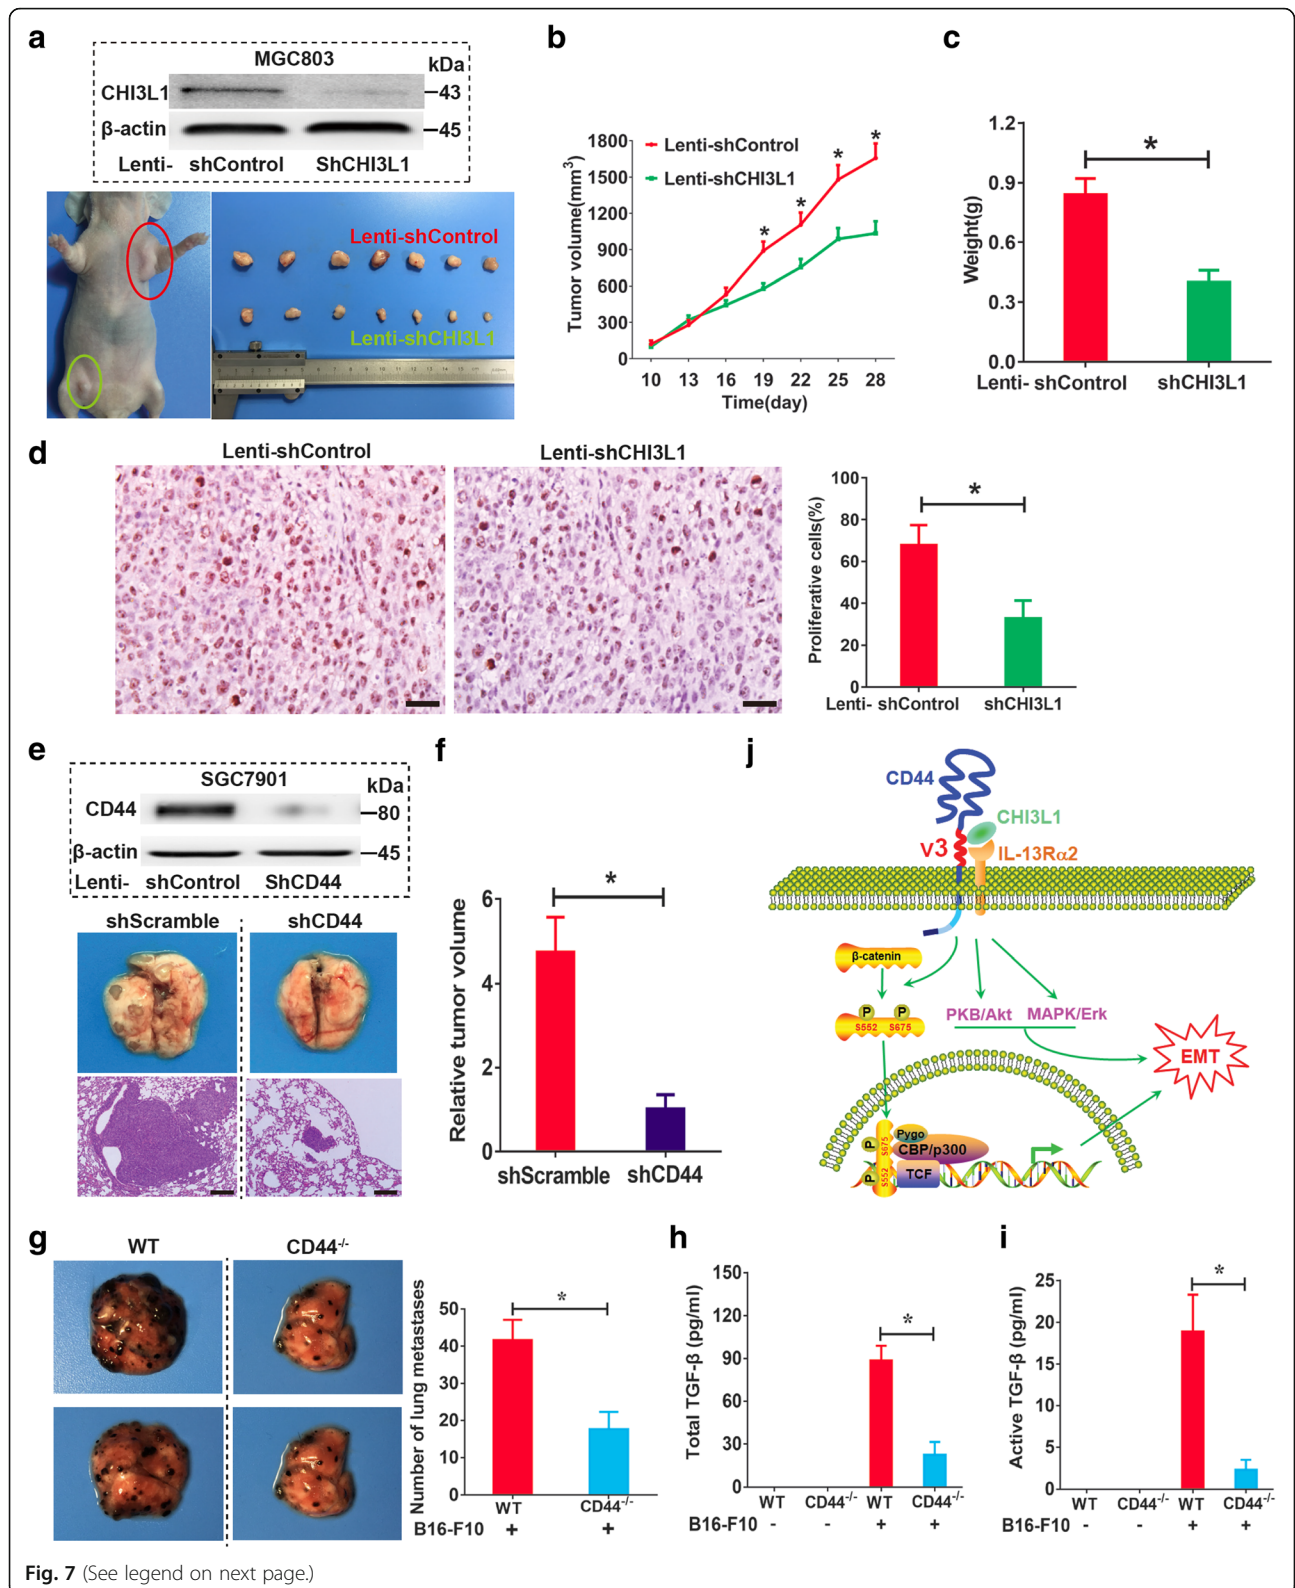 a
MGC803
kDa
CHI3L1
43
β-actin
45
Lenti- shControl ShCHI3L1
Lenti-shControl
Lenti-shCHI3L1
b
Lenti-shControl
Lenti-shCHI3L1
Tumor volume(mm³)
1800
1500
1200
900
600
300
0
* * * *
10 13 16 19 22 25 28
Time(day)
c
Weight(g)
1.2
0.9
0.6
0.3
0.0
*
Lenti- shControl shCHI3L1
d
Lenti-shControl Lenti-shCHI3L1
Proliferative cells(%)
100
80
60
40
20
0
*
Lenti- shControl shCHI3L1
e
SGC7901
kDa
CD44
80
β-actin
45
Lenti- shControl ShCD44
shScramble shCD44
f
Relative tumor volume
6
4
2
0
*
shScramble shCD44
j
CD44
CHI3L1
V3
IL-13Rα2
β-catenin
P P
S552 S675
PKB/Akt MAPK/Erk
EMT
P S675
Pygo
CBP/p300
P S552
TCF
g
WT CD44-/-
Number of lung metastases
50
40
30
20
10
0
*
WT CD44-/-
B16-F10 + +
h
Total TGF-β (pg/ml)
150
120
90
60
30
0
*
WT CD44-/- WT CD44-/-
B16-F10 - - + +
i
Active TGF-β (pg/ml)
25
20
15
10
5
0
*
WT CD44-/- WT CD44-/-
B16-F10 - - + +
Fig. 7 (See legend on next page.)